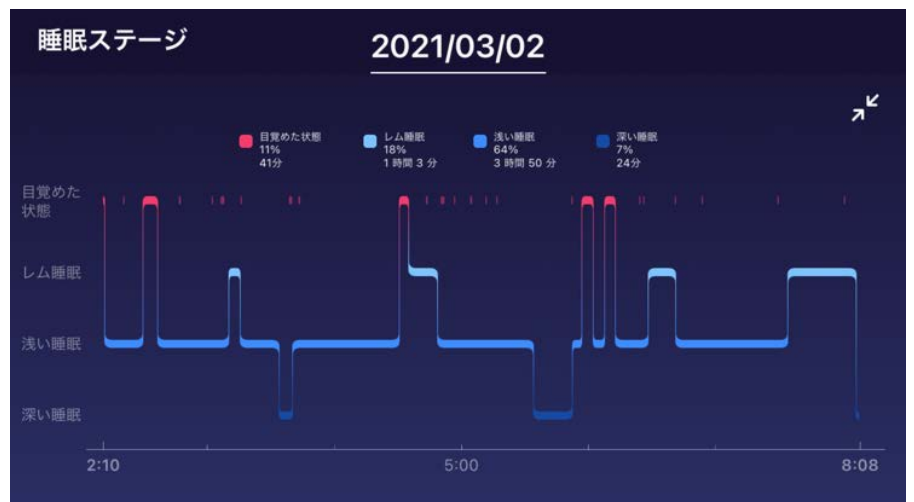 睡眠ステージ
2021/03/02
目覚めた状態
11%
41分
レム睡眠
18%
1 時間 3 分
浅い睡眠
64%
3 時間 50 分
深い睡眠
7%
24分
目覚めた
状態
レム睡眠
浅い睡眠
深い睡眠
2:10
5:00
8:08